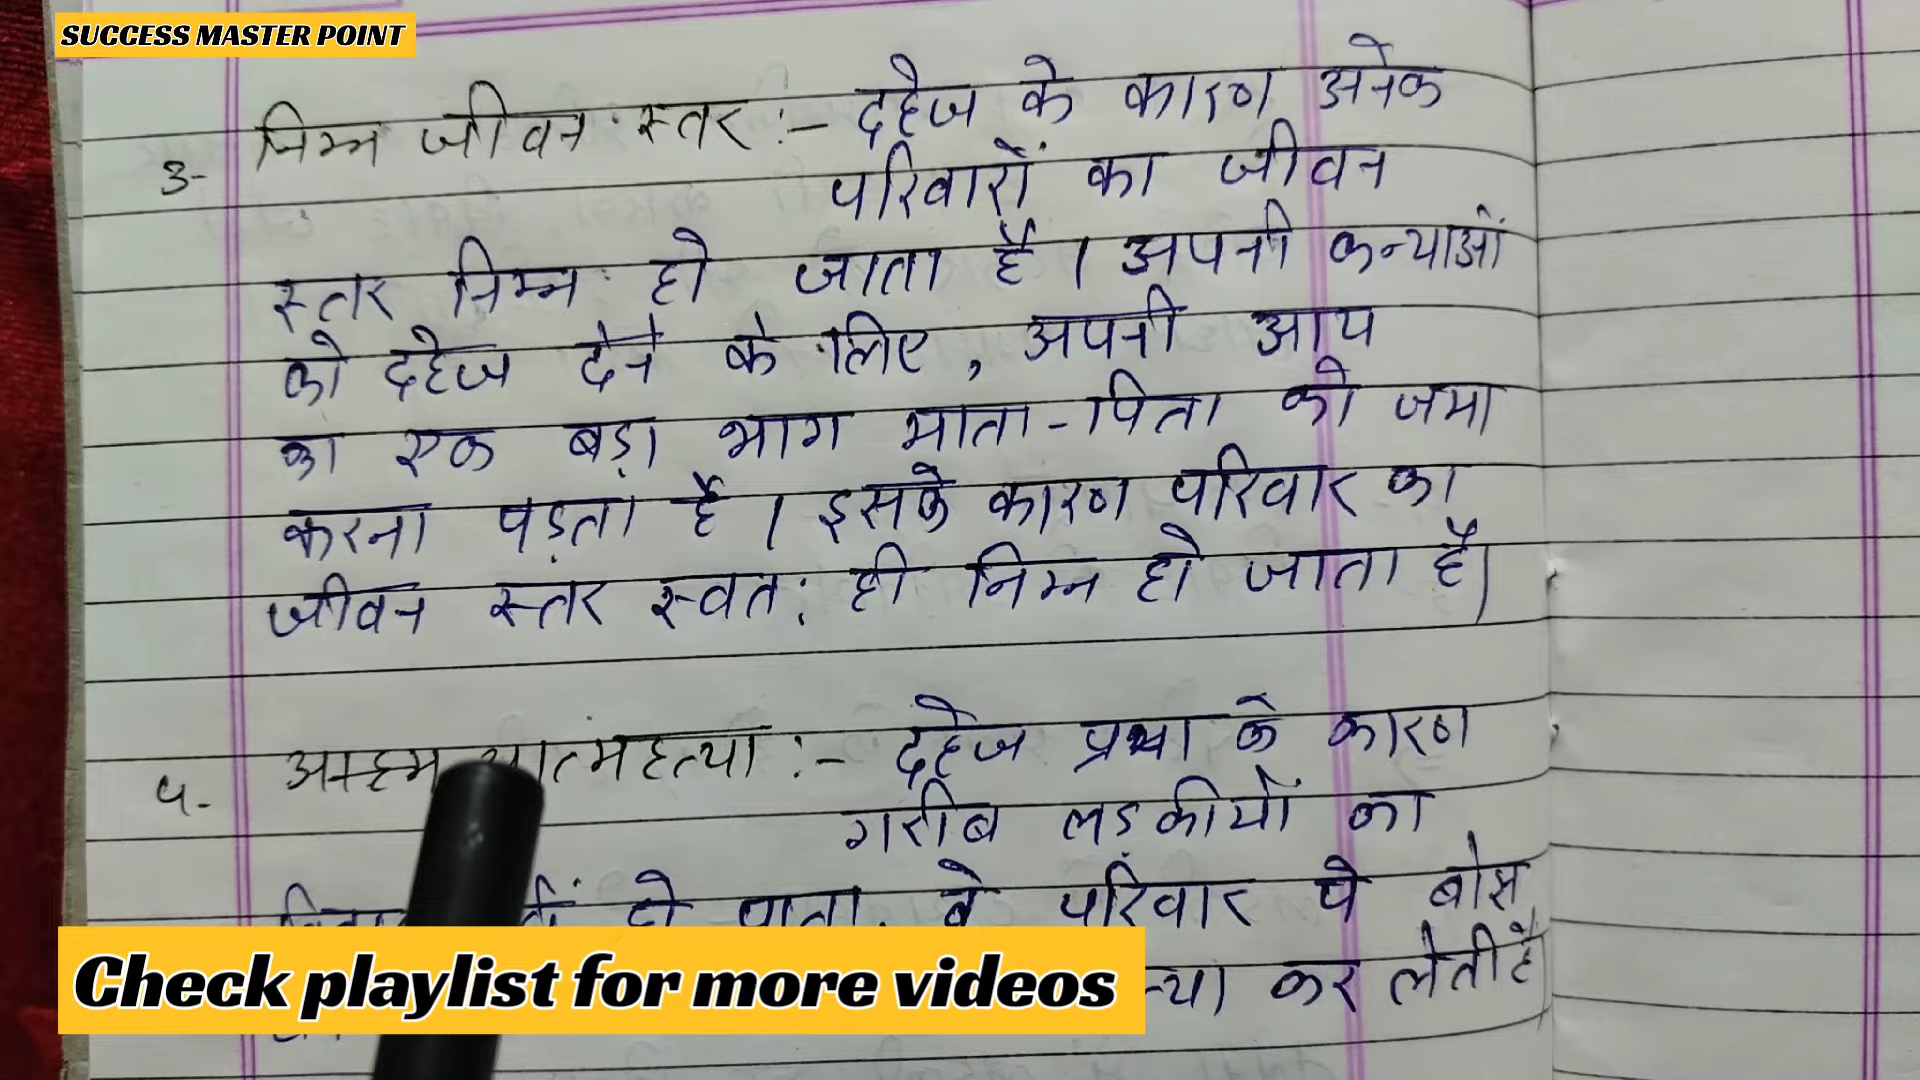 SUCCESS MASTER POINT
3- निम्न जीवन स्तर :- दहेज के कारण अनेक
परिवारों का जीवन
स्तर निम्न हो जाता है । अपनी कन्याओं
को दहेज देने के लिए , अपनी आय
का एक बड़ा भाग माता-पिता को जमा
करना पड़ता है । इसके कारण परिवार का
जीवन स्तर स्वत: ही निम्न हो जाता है।
4- आत्महत्या :- दहेज प्रथा के कारण
गरीब लड़कीयों का
हो पाता, वे परिवार पे बोझ
कर लेती है
Check playlist for more videos